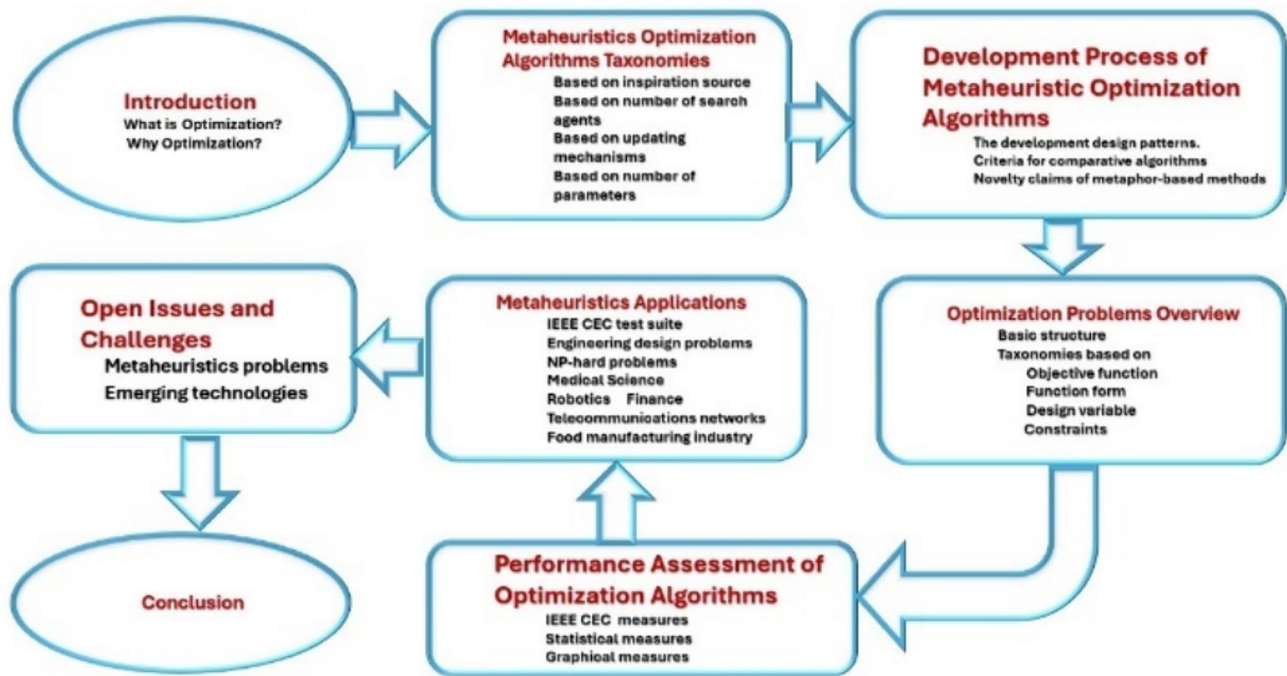 Introduction
What is Optimization?
Why Optimization?
Metaheuristics Optimization
Algorithms Taxonomies
Based on inspiration source
Based on number of search
agents
Based on updating
mechanisms
Based on number of
parameters
Development Process of
Metaheuristic Optimization
Algorithms
The development design patterns.
Criteria for comparative algorithms
Novelty claims of metaphor-based methods
Optimization Problems Overview
Basic structure
Taxonomies based on
Objective function
Function form
Design variable
Constraints
Performance Assessment of
Optimization Algorithms
IEEE CEC measures
Statistical measures
Graphical measures
Metaheuristics Applications
IEEE CEC test suite
Engineering design problems
NP-hard problems
Medical Science
Robotics Finance
Telecommunications networks
Food manufacturing industry
Open Issues and
Challenges
Metaheuristics problems
Emerging technologies
Conclusion